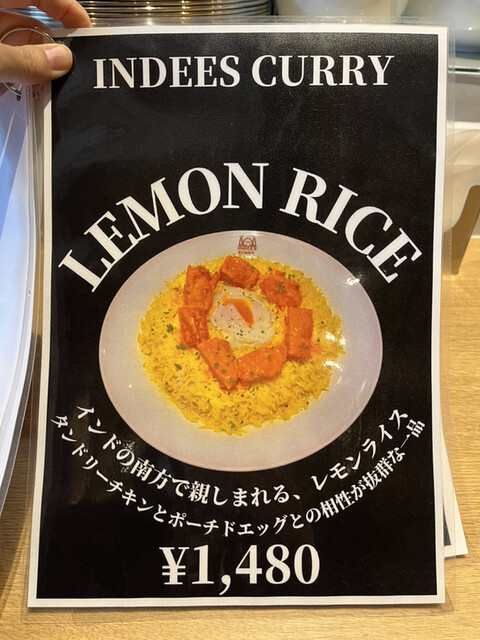 INDEES CURRY
LEMON RICE
インドの南方で親しまれる、レモンライス
タンドリーチキンとポーチドエッグとの相性が抜群な一品
¥1,480